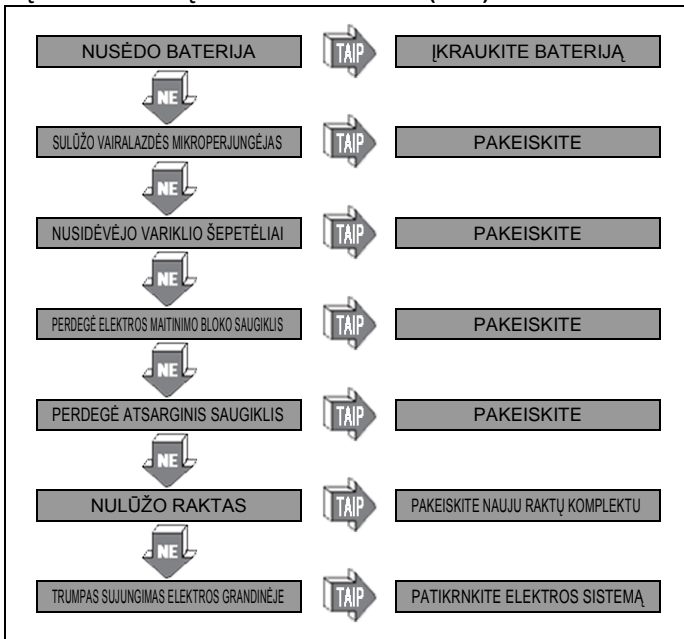 NUSĖDO BATERIJA TAIP ĮKRAUKITE BATERIJĄ
NE
SULŪŽO VAIRALAZDĖS MIKROPERJUNGĖJAS TAIP PAKEISKITE
NE
NUSIDĖVĖJO VARIKLIO ŠEPETĖLIAI TAIP PAKEISKITE
NE
PERDEGĖ ELEKTROS MAITINIMO BLOKO SAUGIKLIS TAIP PAKEISKITE
NE
PERDEGĖ ATSARGINIS SAUGIKLIS TAIP PAKEISKITE
NE
NULŪŽO RAKTAS TAIP PAKEISKITE NAUJU RAKTŲ KOMPLEKTU
NE
TRUMPAS SUJUNGIMAS ELEKTROS GRANDINĖJE TAIP PATIKRNKITE ELEKTROS SISTEMĄ